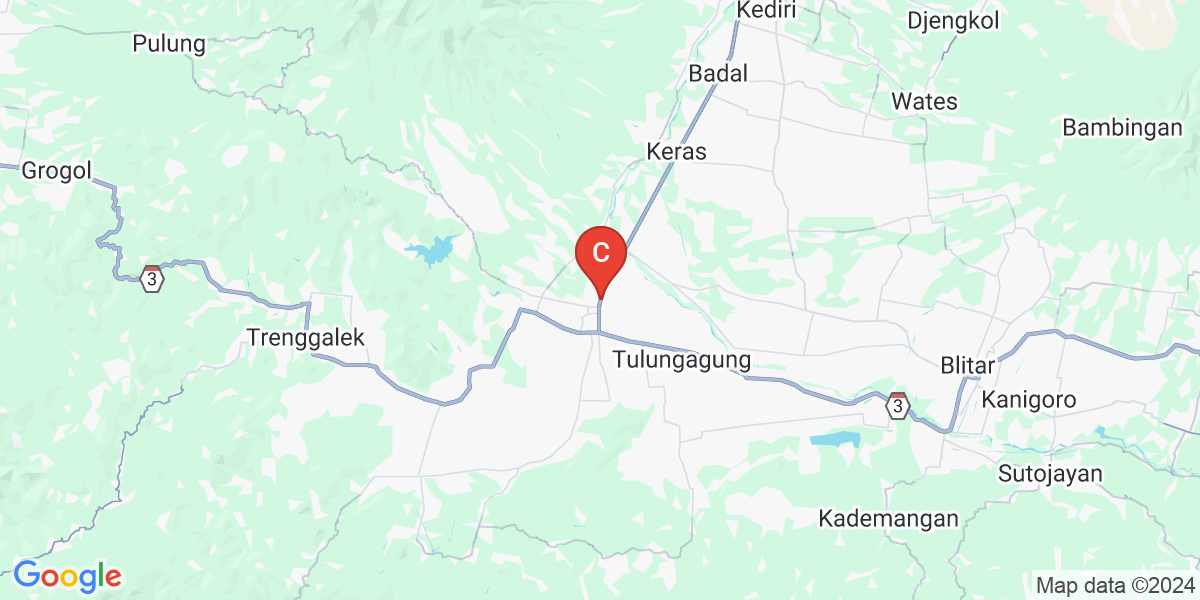 Kediri
Djengkol
Pulung
Badal
Wates
Bambingan
Keras
Grogol
C
3
Trenggalek
Tulungagung
Blitar
Kanigoro
3
Sutojayan
Kademangan
Google
Map data ©2024